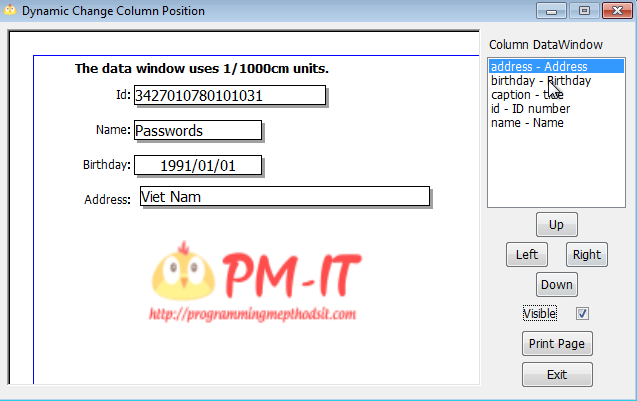 Dynamic Change Column Position
The data window uses 1/1000cm units.
Id: 3427010780101031
Name: Passwords
Birthday: 1991/01/01
Address: Viet Nam
PM-IT
http://programmingmepthodsit.com
Column DataWindow
address - Address
birthday - Birthday
caption - title
id - ID number
name - Name
Up
Left Right
Down
Visible
Print Page
Exit